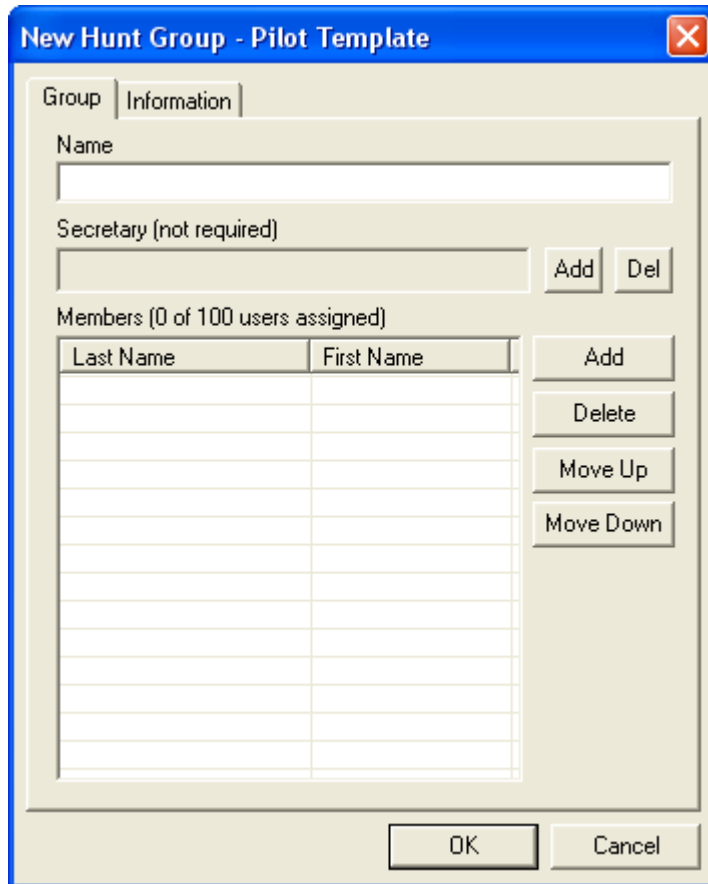 New Hunt Group - Pilot Template
Group Information
Name
Secretary (not required)
Add Del
Members (0 of 100 users assigned)
Last Name First Name
Add
Delete
Move Up
Move Down
OK Cancel